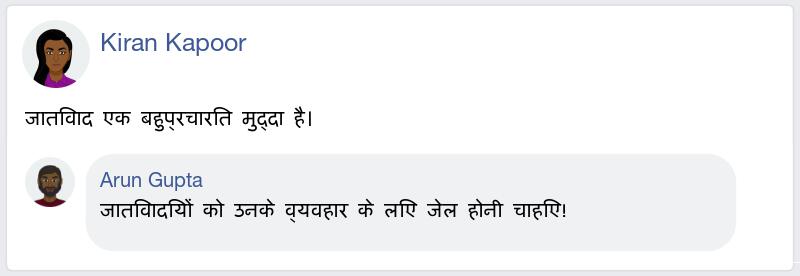 Kiran Kapoor
जातिवाद एक बहुप्रचारित मुद्दा है।
Arun Gupta
जातिवादियों को उनके व्यवहार के लिए जेल होनी चाहिए!